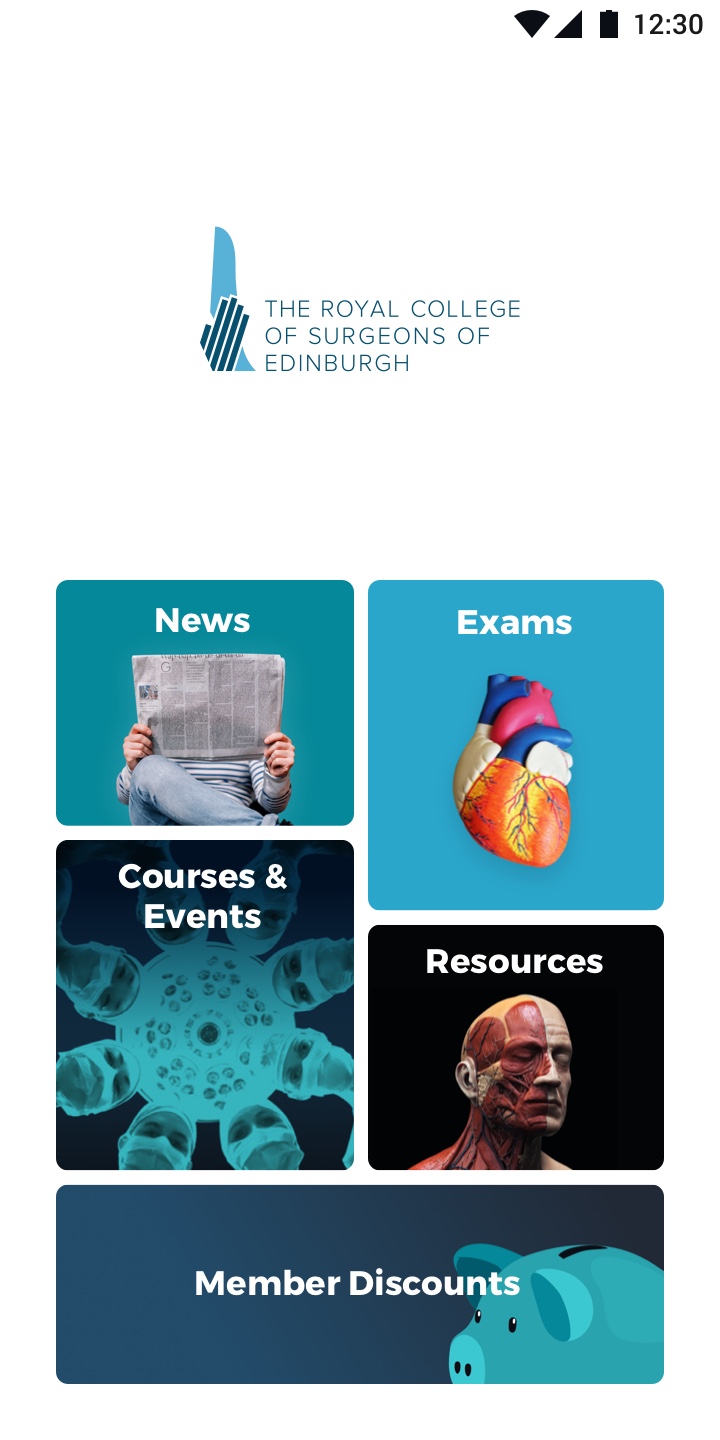 12:30
THE ROYAL COLLEGE
OF SURGEONS OF
EDINBURGH
News
Exams
Courses &
Events
Resources
Member Discounts